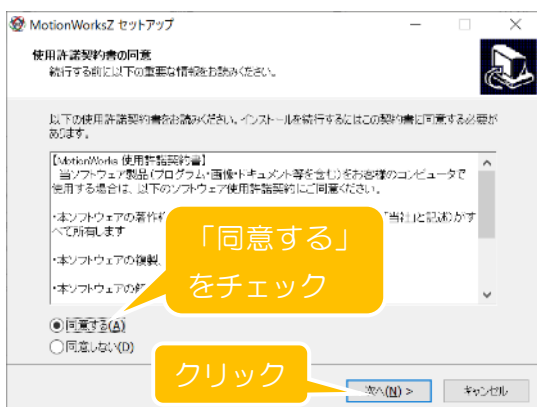 MotionWorksZ セットアップ
使用許諾契約書の同意
続行する前に以下の重要な情報をお読みください。
以下の使用許諾契約書をお読みください。インストールを続行するにはこの契約書に同意する必要が
あります。
【MotionWorks 使用許諾契約書】
当ソフトウェア製品(プログラム・画像・ドキュメント等を含む)をお客様のコンピュータで
使用する場合は、以下のソフトウェア使用許諾契約にご同意ください。
・本ソフトウェアの著作 「当社」と記述)がす
べて所有します
・本ソフトウェアの複製、
・本ソフトウェアの
「同意する」
をチェック
同意する(A)
同意しない(D)
クリック
次へ(N) >
キャンセル